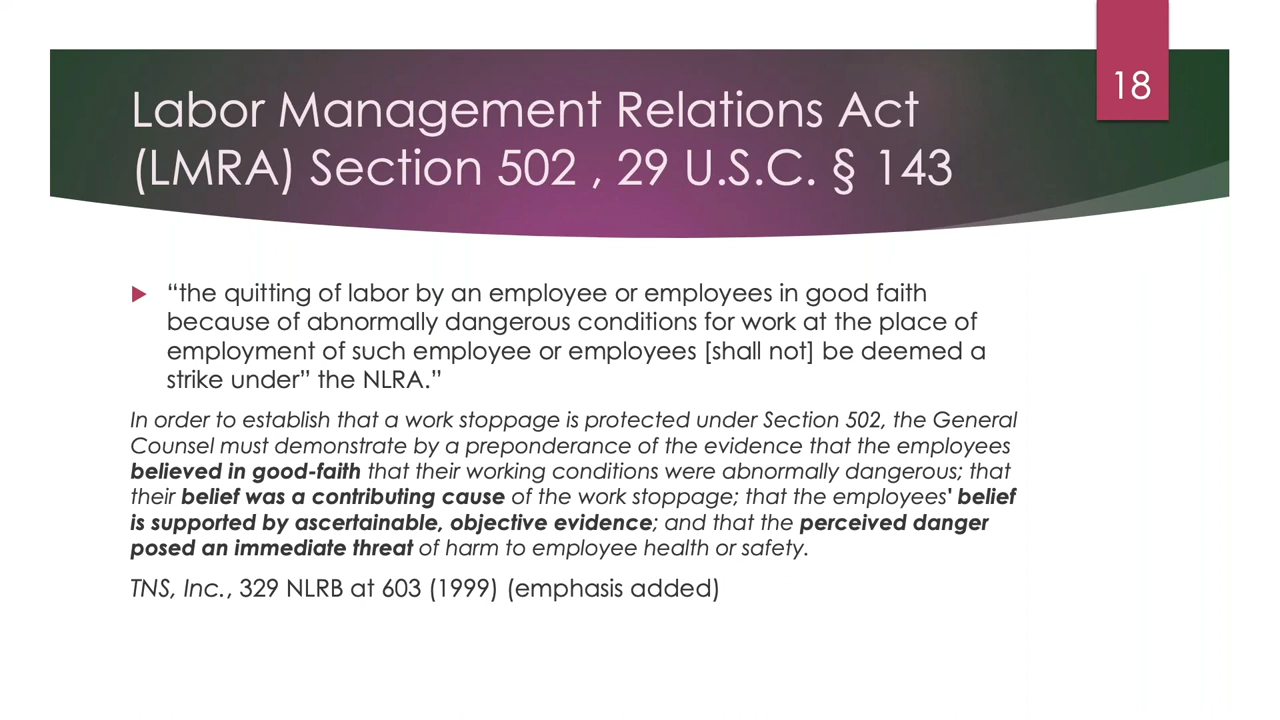 18
Labor Management Relations Act
(LMRA) Section 502 , 29 U.S.C. § 143
“the quitting of labor by an employee or employees in good faith
because of abnormally dangerous conditions for work at the place of
employment of such employee or employees [shall not] be deemed a
strike under” the NLRA.”
In order to establish that a work stoppage is protected under Section 502, the General
Counsel must demonstrate by a preponderance of the evidence that the employees
believed in good-faith that their working conditions were abnormally dangerous; that
their belief was a contributing cause of the work stoppage; that the employees' belief
is supported by ascertainable, objective evidence; and that the perceived danger
posed an immediate threat of harm to employee health or safety.
TNS, Inc., 329 NLRB at 603 (1999) (emphasis added)